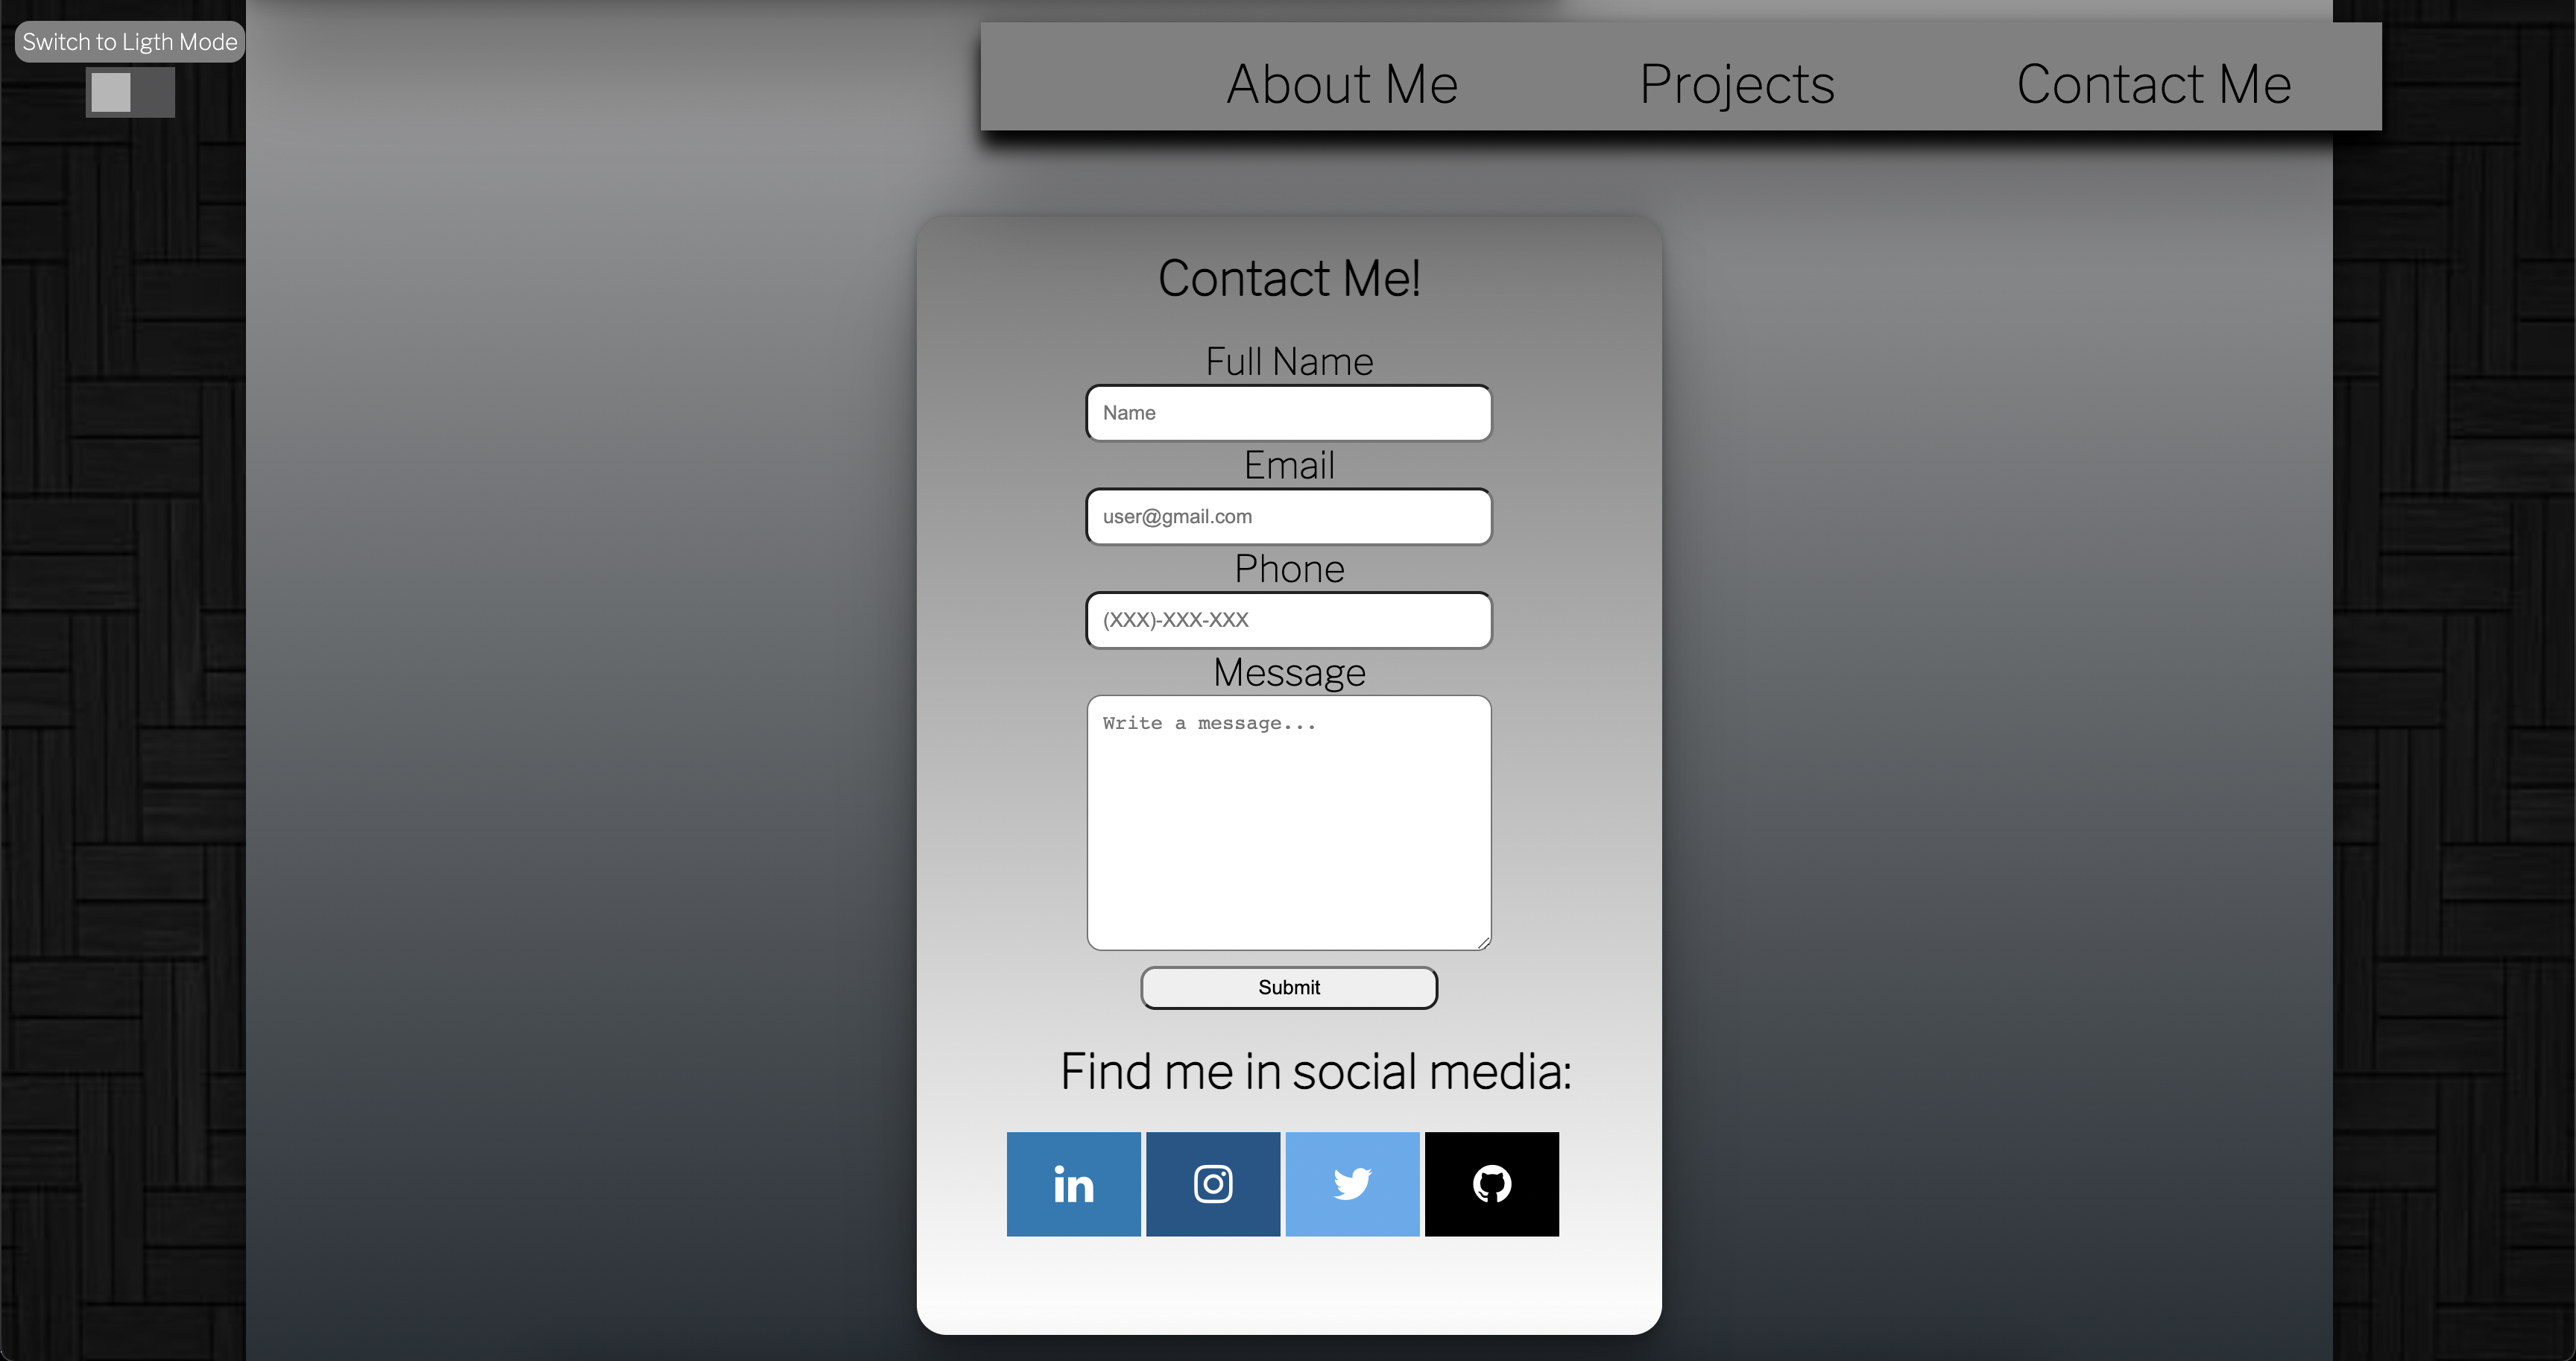 Switch to Ligth Mode
About Me Projects Contact Me
Contact Me!
Full Name
Name
Email
user@gmail.com
Phone
(XXX)-XXX-XXX
Message
Write a message...
Submit
Find me in social media:
in